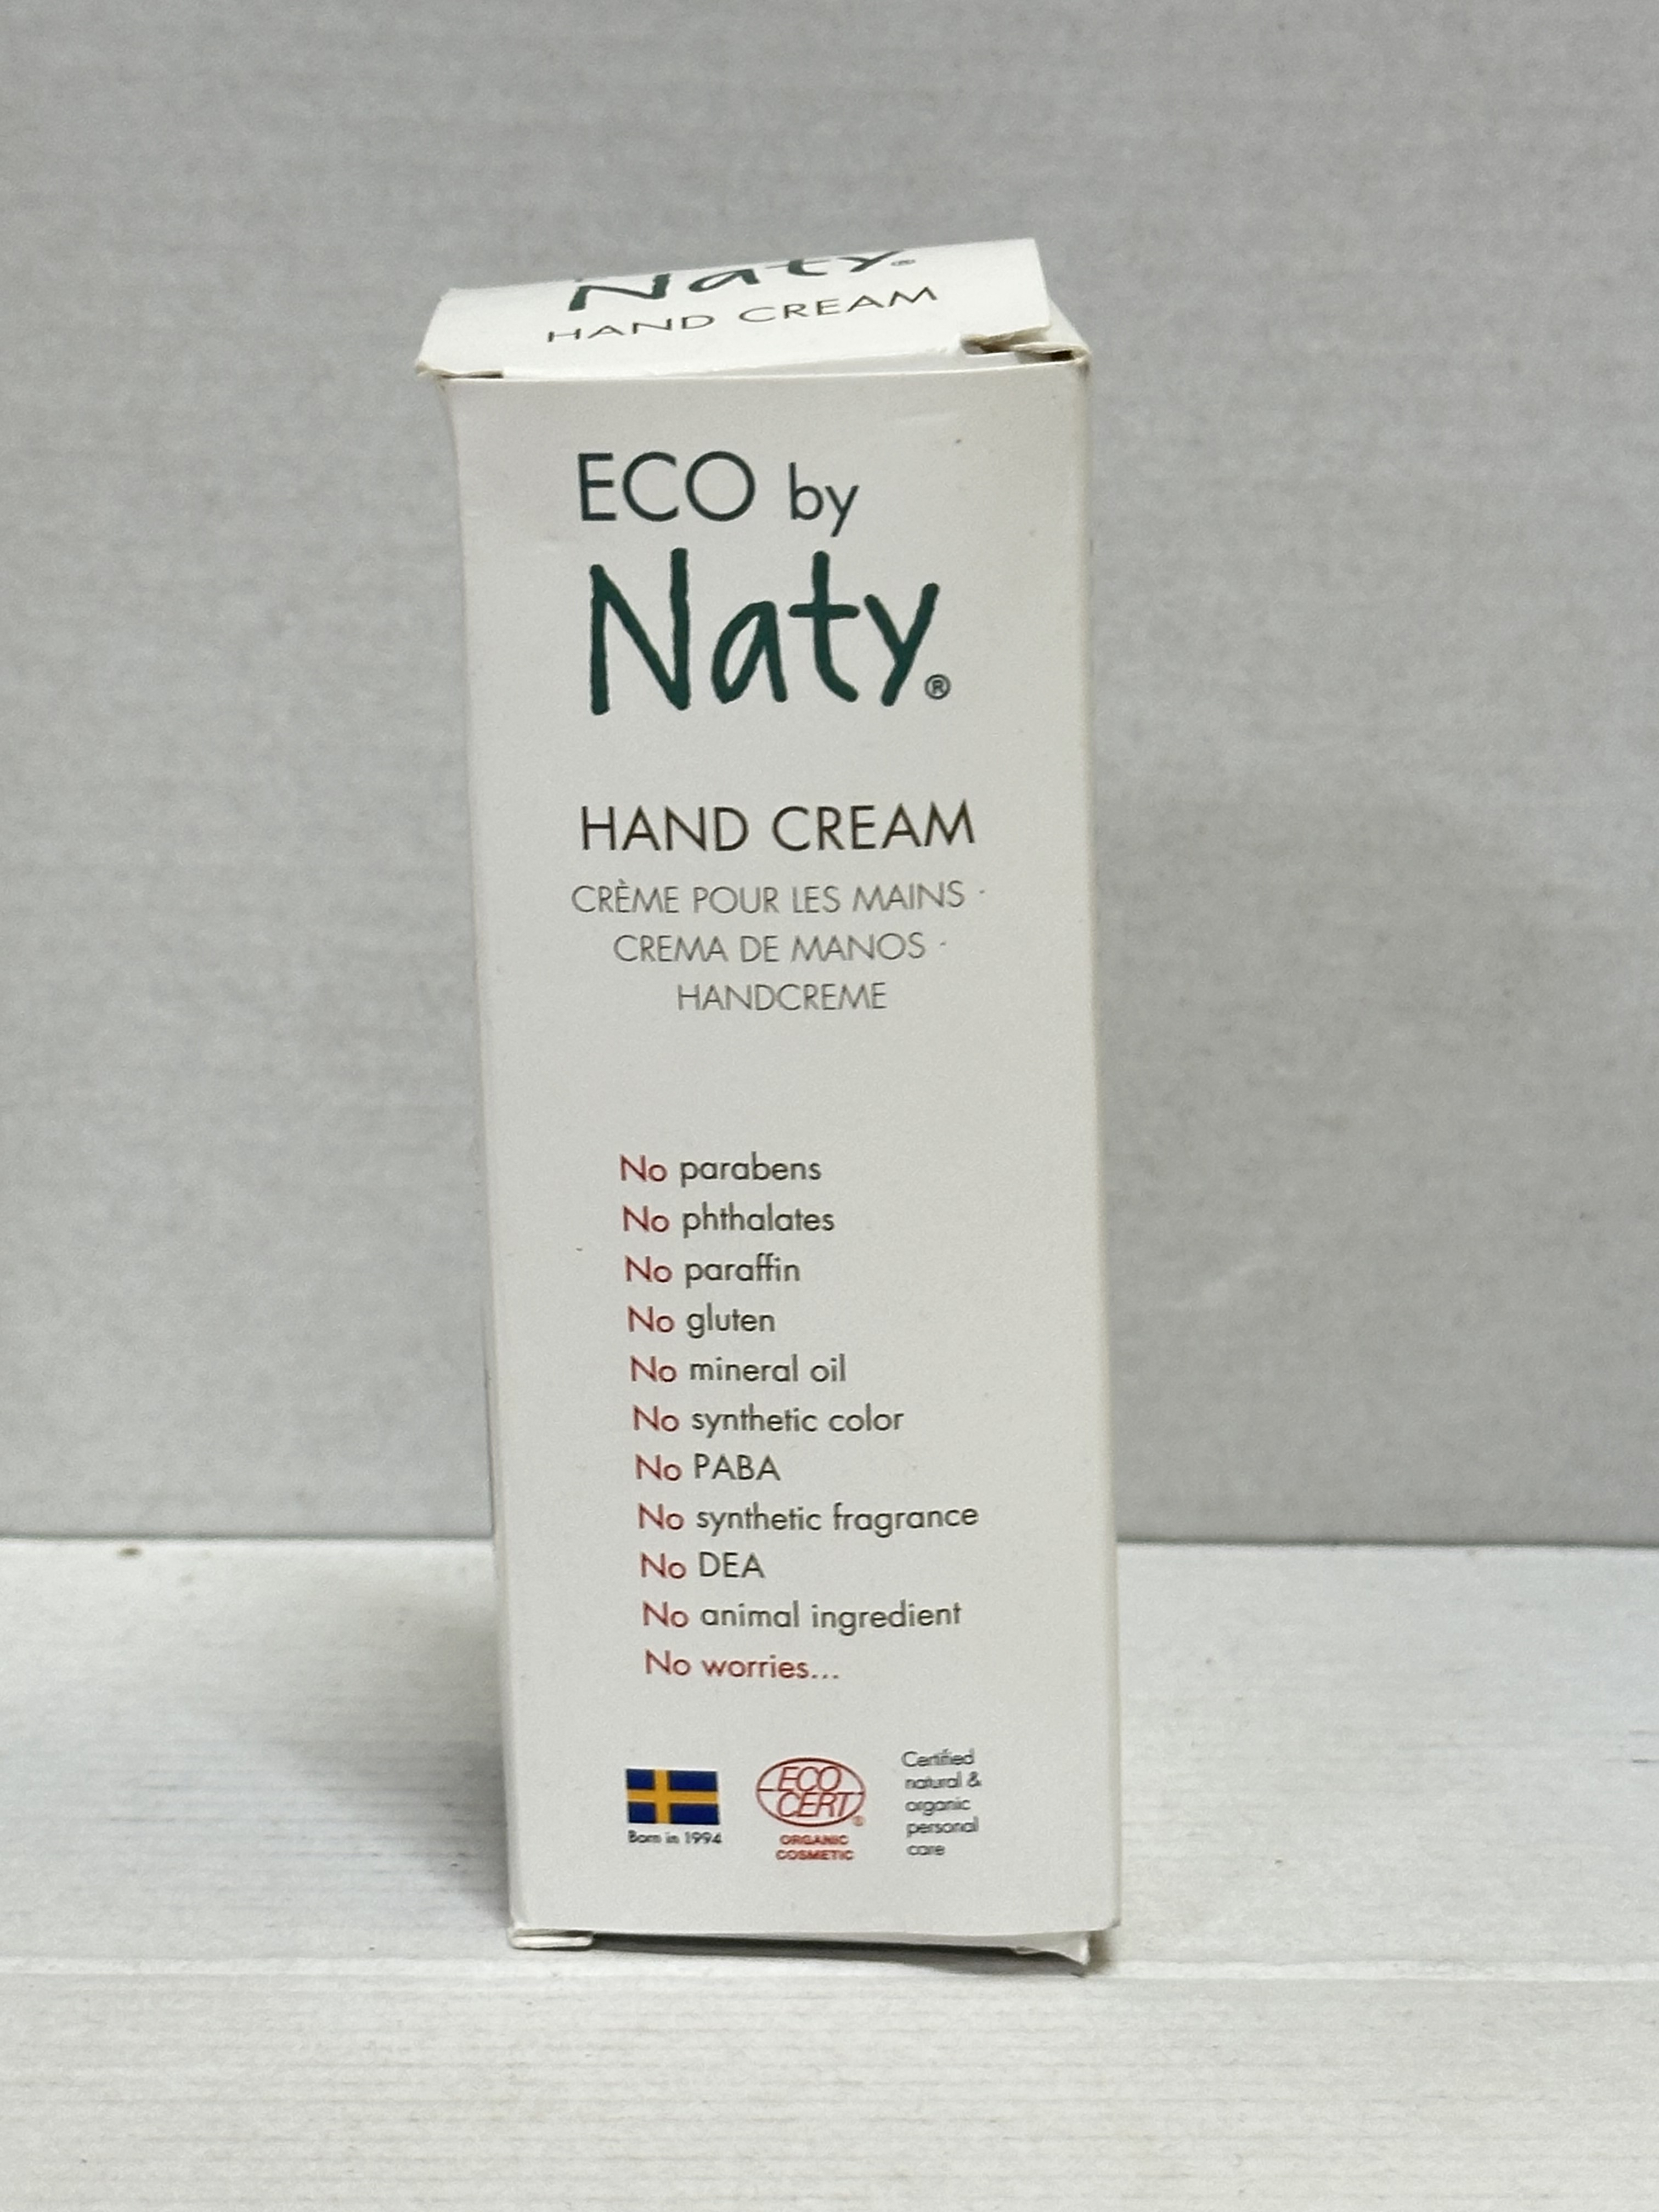 Naty®
HAND CREAM
ECO by
Naty®
HAND CREAM
CRÈME POUR LES MAINS ·
CREMA DE MANOS ·
HANDCREME
No parabens
No phthalates
No paraffin
No gluten
No mineral oil
No synthetic color
No PABA
No synthetic fragrance
No DEA
No animal ingredient
No worries...
Born in 1994
ECO
CERT®
ORGANIC
COSMETIC
Certified
natural &
organic
personal
care